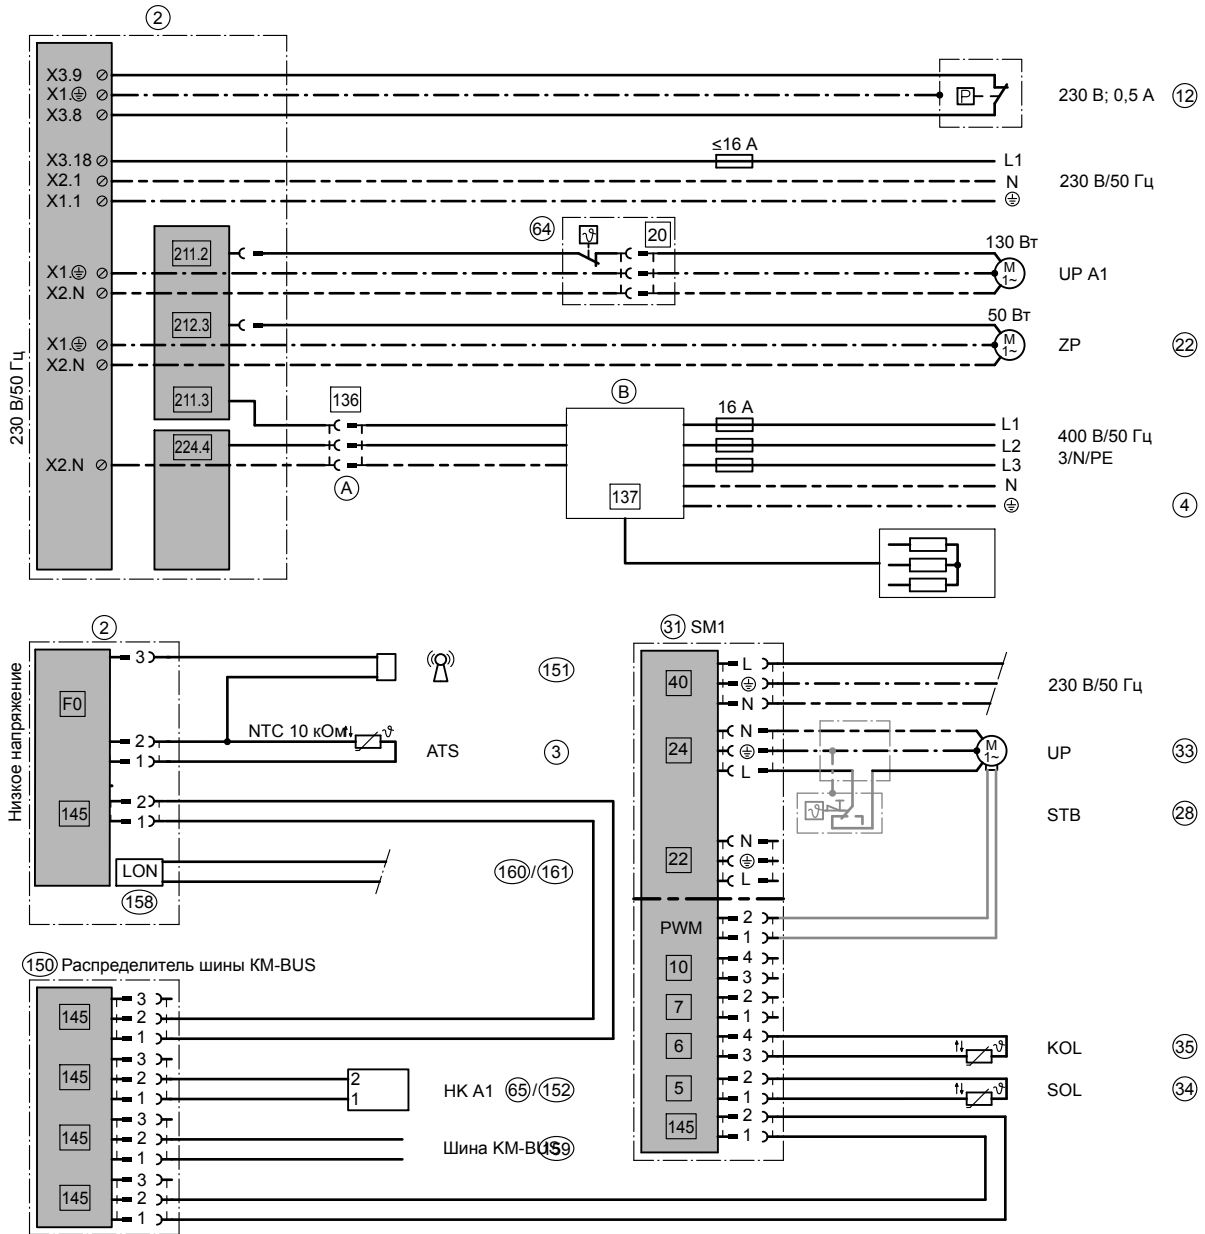 2
X3.9
X1.
X3.8
P
230 В; 0,5 А 12
X3.18
≤16 А
L1
X2.1
N
230 В/50 Гц
X1.1
64
ϑ
20
130 Вт
211.2
X1.
M
1~
UP A1
X2.N
50 Вт
212.3
X1.
M
1~
ZP 22
X2.N
230 В/50 Гц
211.3
136
B
16 А
L1
224.4
L2
400 В/50 Гц
X2.N
L3
3/N/PE
A
137
N
4
2
31 SM1
Низкое напряжение
3
151
40
L
N
230 В/50 Гц
F0
NTC 10 кОм
ϑ
2
1
ATS 3
24
N
L
M
1~
UP 33
ϑ
STB 28
145
2
1
22
N
L
LON
158
160/161
PWM
2
1
150 Распределитель шины KM-BUS
10
4
3
145
3
2
1
7
2
1
6
4
3
ϑ
KOL 35
145
3
2
1
2
1
HK A1 65/152
5
2
1
ϑ
SOL 34
145
3
2
1
Шина KM-BUS
159
145
2
1
145
3
2
1